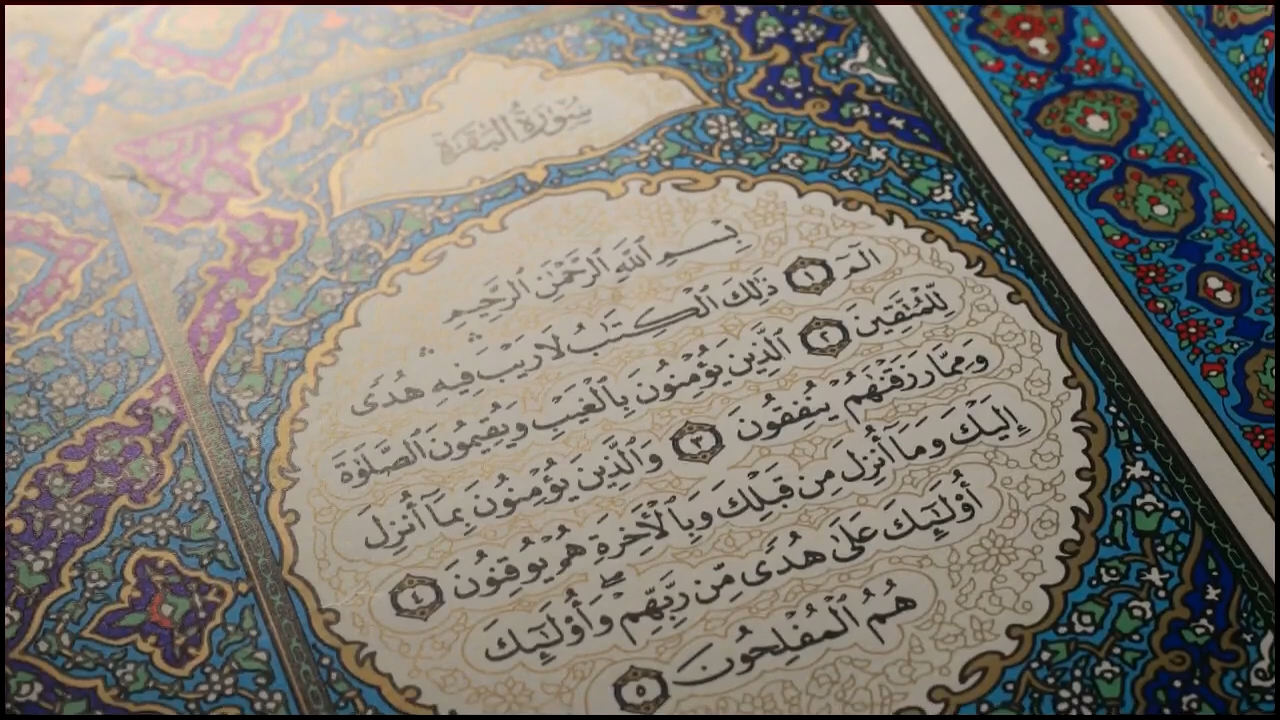 سُورَةُ البَقَرَةِ
بِسْمِ ٱللَّهِ ٱلرَّحْمَٰنِ ٱلرَّحِيمِ
الٓمٓ ١ ذَٰلِكَ ٱلْكِتَٰبُ لَا رَيْبَ ۛ فِيهِ ۛ هُدًى
لِّلْمُتَّقِينَ ٢ ٱلَّذِينَ يُؤْمِنُونَ بِٱلْغَيْبِ وَيُقِيمُونَ ٱلصَّلَوٰةَ
وَمِمَّا رَزَقْنَٰهُمْ يُنفِقُونَ ٣ وَٱلَّذِينَ يُؤْمِنُونَ بِمَآ أُنزِلَ
إِلَيْكَ وَمَآ أُنزِلَ مِن قَبْلِكَ وَبِٱلْأَخِرَةِ هُمْ يُوقِنُونَ ٤
أُو۟لَٰٓئِكَ عَلَىٰ هُدًى مِّن رَّبِّهِمْ ۖ وَأُو۟لَٰٓئِكَ
هُمُ ٱلْمُفْلِحُونَ ٥